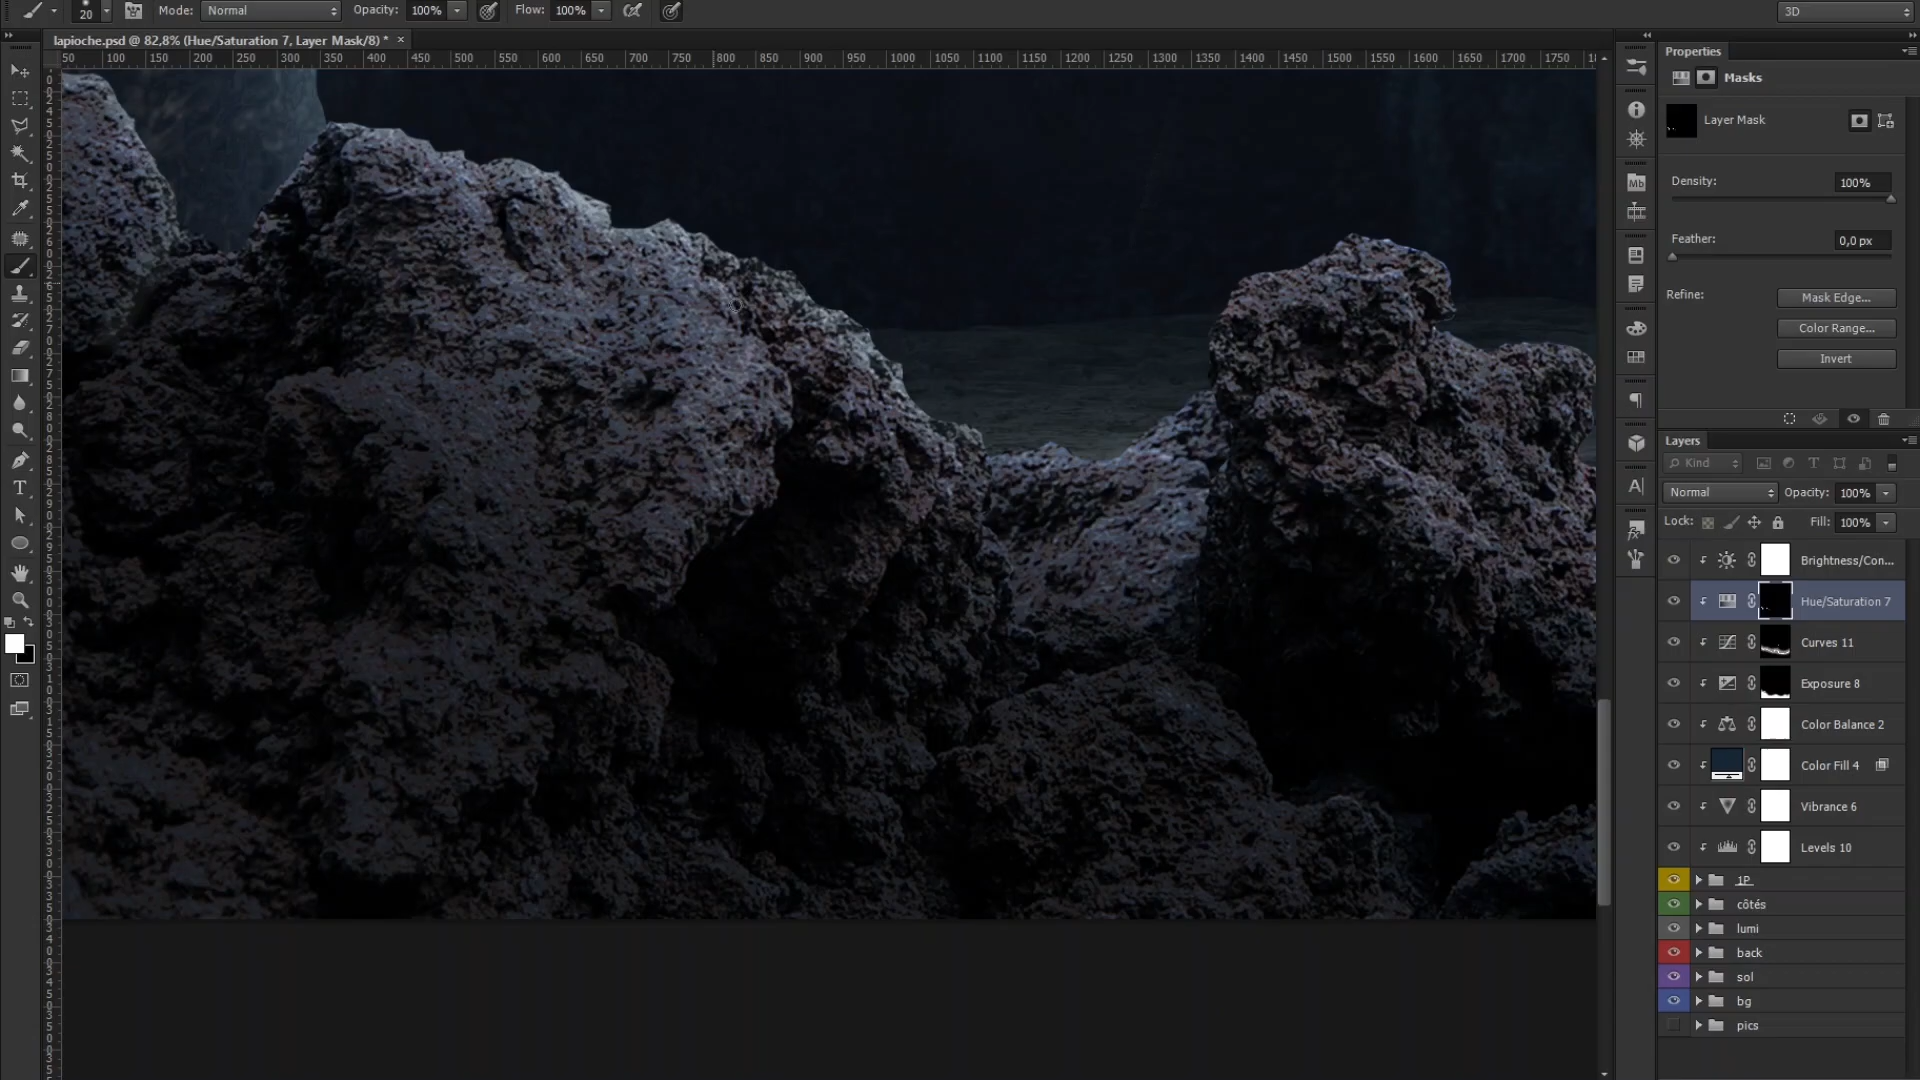 20 Mode: Normal Opacity: 100% Flow: 100% 3D
lapioche.psd @ 82,8% (Hue/Saturation 7, Layer Mask/8) * ×
50 100 150 200 250 300 350 400 450 500 550 600 650 700 750 800 850 900 950 1000 1050 1100 1150 1200 1250 1300 1350 1400 1450 1500 1550 1600 1650 1700 1750
Properties
Masks
Layer Mask
Density: 100%
Feather: 0,0 px
Refine: Mask Edge...
Color Range...
Invert
Layers
Kind
Normal Opacity: 100%
Lock: Fill: 100%
Brightness/Con...
Hue/Saturation 7
Curves 11
Exposure 8
Color Balance 2
Color Fill 4
Vibrance 6
Levels 10
1P
côtés
lumi
back
sol
bg
pics